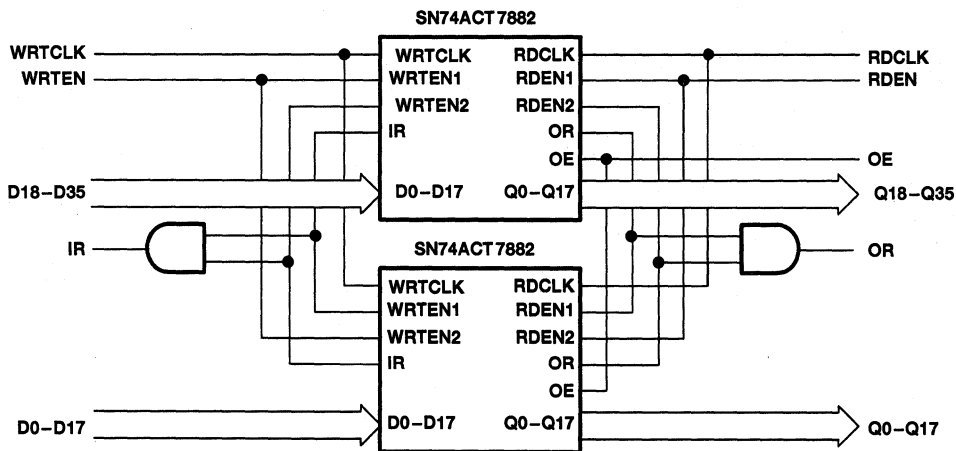 SN74ACT7882
WRTCLK
WRTEN
WRTCLK
WRTEN1
WRTEN2
IR
D0–D17
RDCLK
RDEN1
RDEN2
OR
OE
Q0–Q17
RDCLK
RDEN
OE
D18–D35
Q18–Q35
IR
OR
SN74ACT7882
WRTCLK
WRTEN1
WRTEN2
IR
D0–D17
RDCLK
RDEN1
RDEN2
OR
OE
Q0–Q17
D0–D17
Q0–Q17